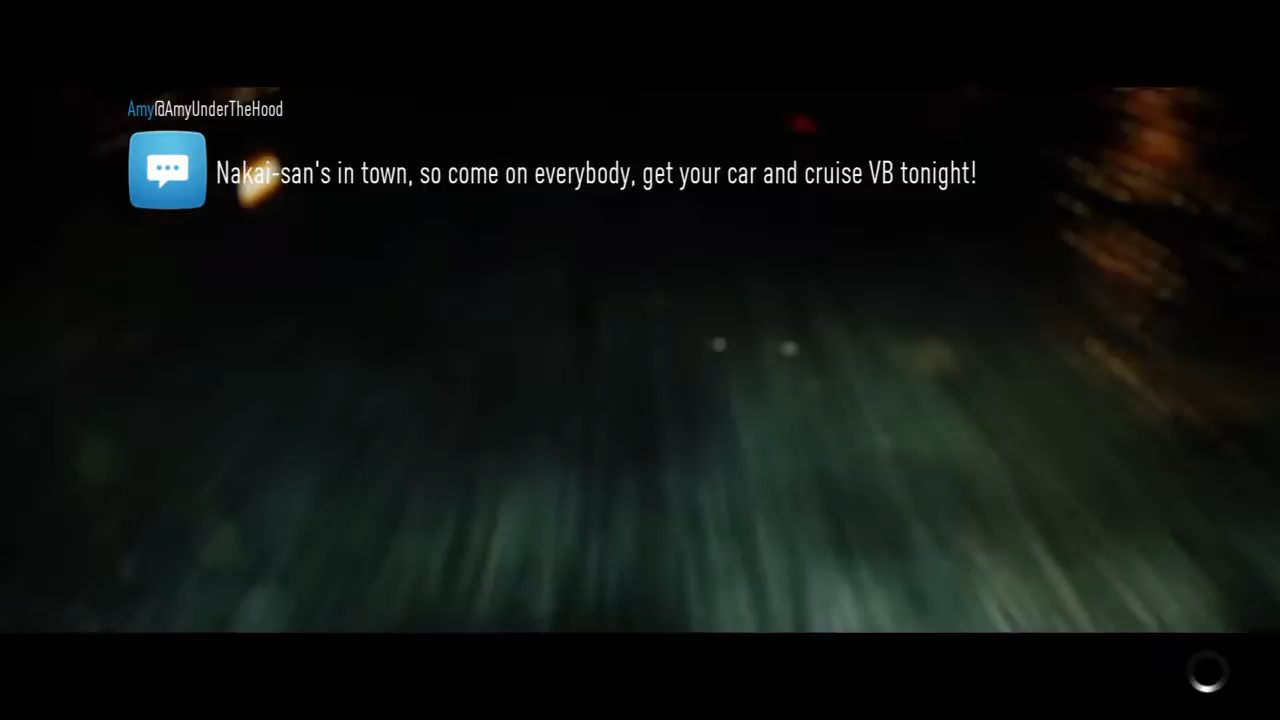 Amy@AmyUnderTheHood
Nakai-san's in town, so come on everybody, get your car and cruise VB tonight!